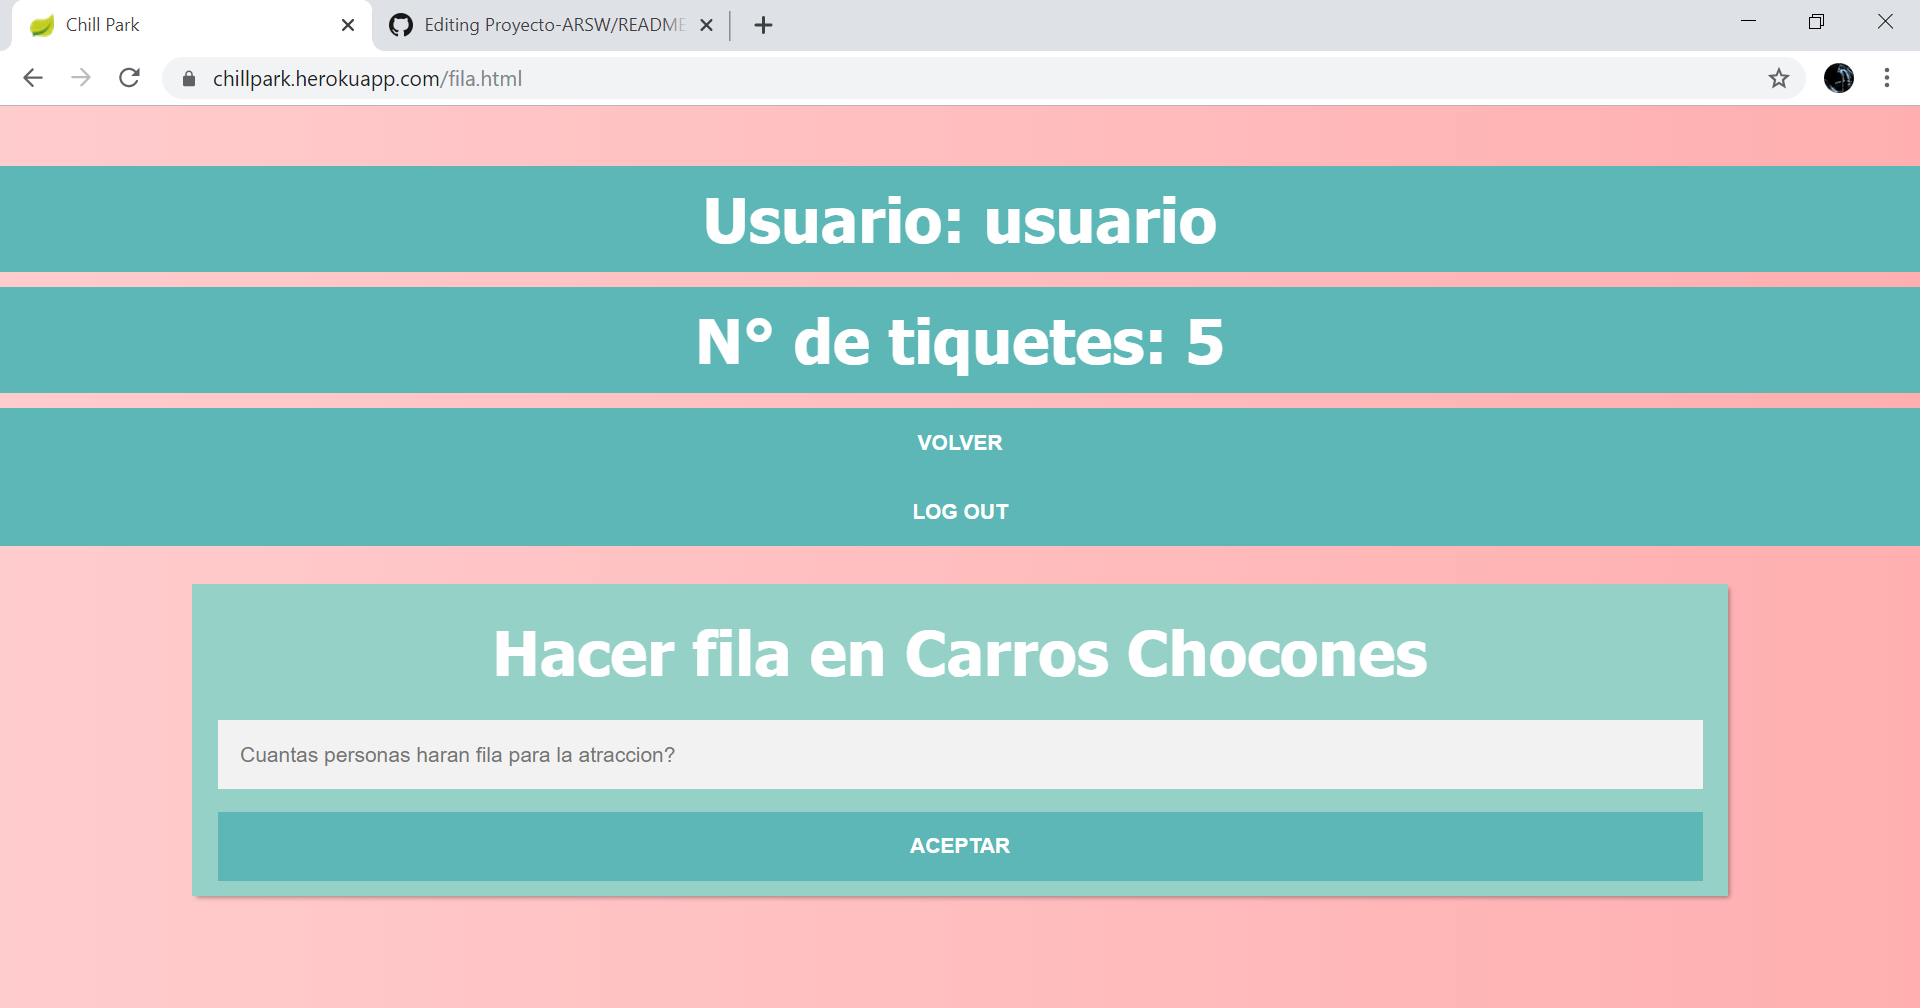 Chill Park
Editing Proyecto-ARSW/README
chillpark.herokuapp.com/fila.html
Usuario: usuario
N° de tiquetes: 5
VOLVER
LOG OUT
Hacer fila en Carros Chocones
Cuantas personas haran fila para la atraccion?
ACEPTAR